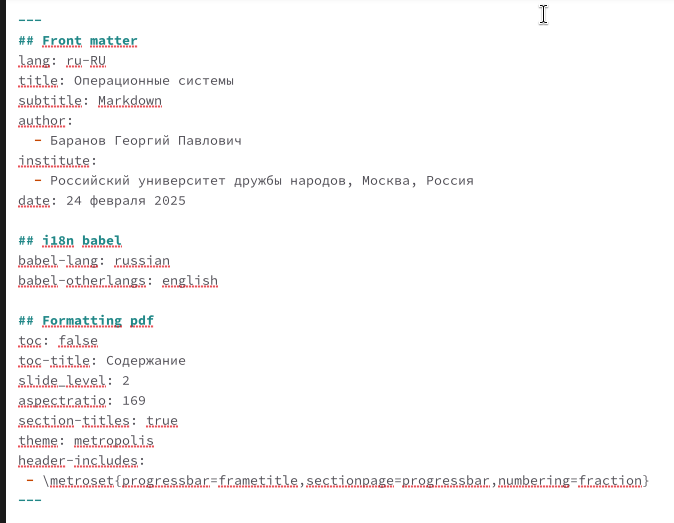 ---
## Front matter
lang: ru-RU
title: Операционные системы
subtitle: Markdown
author:
  - Баранов Георгий Павлович
institute:
  - Российский университет дружбы народов, Москва, Россия
date: 24 февраля 2025

## i18n babel
babel-lang: russian
babel-otherlangs: english

## Formatting pdf
toc: false
toc-title: Содержание
slide_level: 2
aspectratio: 169
section-titles: true
theme: metropolis
header-includes:
 - \metroset{progressbar=frametitle,sectionpage=progressbar,numbering=fraction}
---